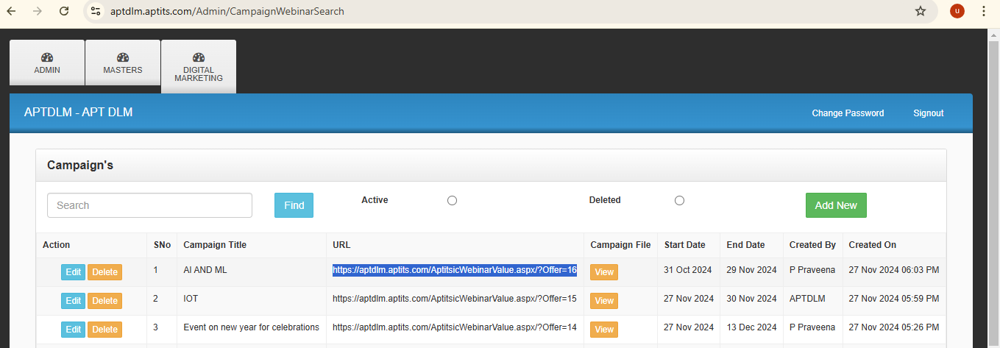 aptdlm.aptits.com/Admin/CampaignWebinarSearch
u
ADMIN
MASTERS
DIGITAL
MARKETING
APTDLM - APT DLM
Change Password
Signout
Campaign's
Search
Find
Active
Deleted
Add New
Action SNo Campaign Title URL Campaign File Start Date End Date Created By Created On
Edit Delete 1 AI AND ML https://aptdlm.aptits.com/AptitsicWebinarValue.aspx/?Offer=16 View 31 Oct 2024 29 Nov 2024 P Praveena 27 Nov 2024 06:03 PM
Edit Delete 2 IOT https://aptdlm.aptits.com/AptitsicWebinarValue.aspx/?Offer=15 View 27 Nov 2024 30 Nov 2024 APTDLM 27 Nov 2024 05:59 PM
Edit Delete 3 Event on new year for celebrations https://aptdlm.aptits.com/AptitsicWebinarValue.aspx/?Offer=14 View 27 Nov 2024 13 Dec 2024 P Praveena 27 Nov 2024 05:26 PM